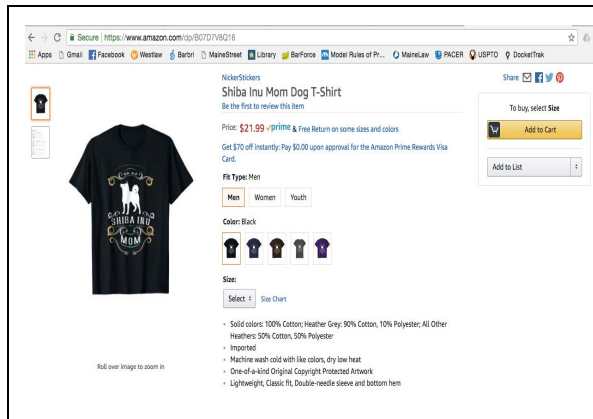 Secure https://www.amazon.com/dp/B07D7V8Q16
Apps Gmail Facebook Westlaw Barbri MaineStreet Library BarForce Model Rules of Pr... MaineLaw PACER USPTO DocketTrak
NickerStickers
Shiba Inu Mom Dog T-Shirt
Be the first to review this item
Price: $21.99 prime & Free Return on some sizes and colors
Get $70 off instantly: Pay $0.00 upon approval for the Amazon Prime Rewards Visa
Card.
Fit Type: Men
Men Women Youth
Color: Black
Size:
Select Size Chart
• Solid colors: 100% Cotton; Heather Grey: 90% Cotton, 10% Polyester; All Other
Heathers: 50% Cotton, 50% Polyester
• Imported
• Machine wash cold with like colors, dry low heat
• One-of-a-kind Original Copyright Protected Artwork
• Lightweight, Classic fit, Double-needle sleeve and bottom hem
SHIBA INU
MOM
Roll over image to zoom in
Share
To buy, select Size
Add to Cart
Add to List